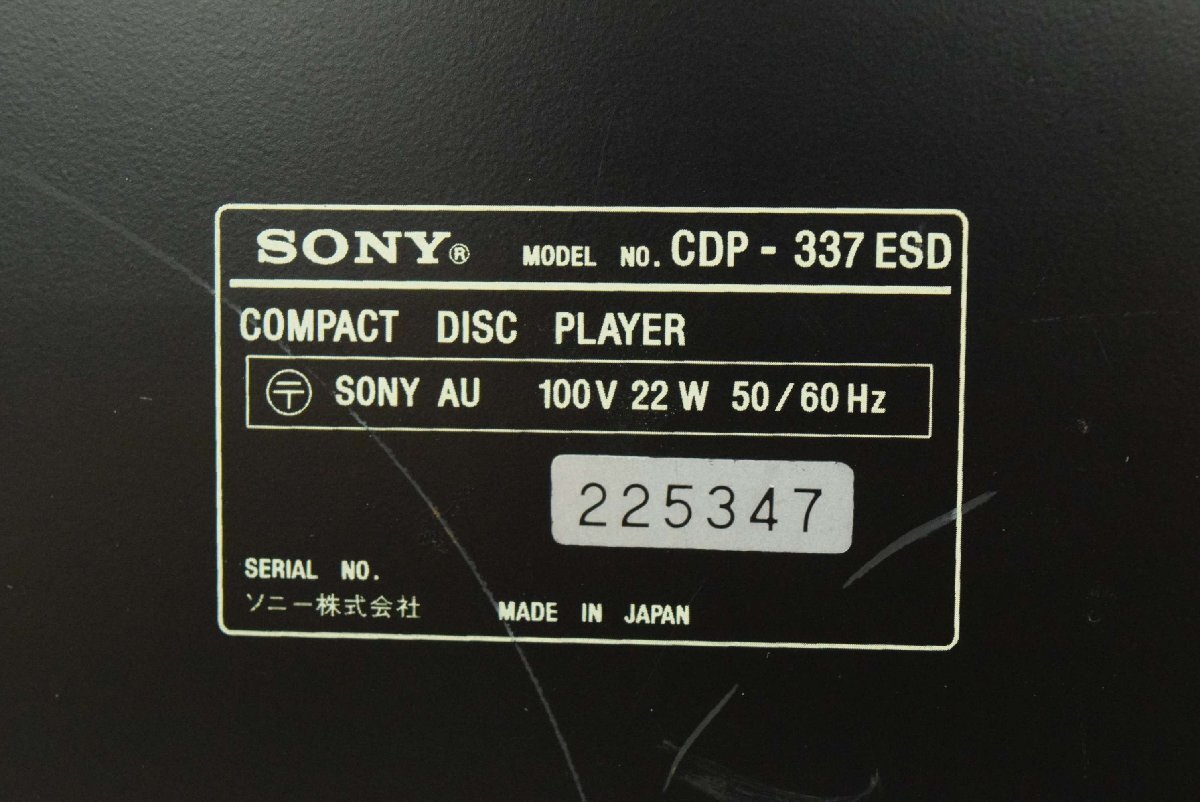 SONY® MODEL NO. CDP - 337 ESD
COMPACT DISC PLAYER
〒 SONY AU 100V 22 W 50/60 Hz
225347
SERIAL NO.
ソニー株式会社 MADE IN JAPAN